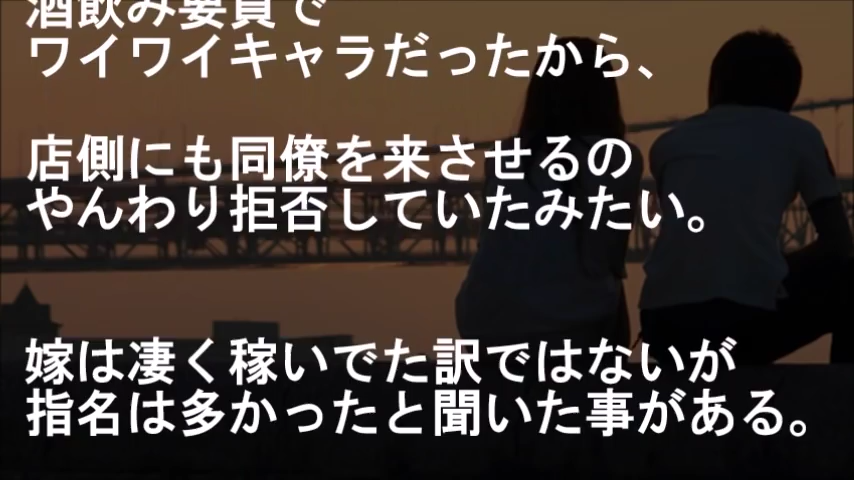 酒飲み要員で
ワイワイキャラだったから、
店側にも同僚を来させるの
やんわり拒否していたみたい。
嫁は凄く稼いでた訳ではないが
指名は多かったと聞いた事がある。